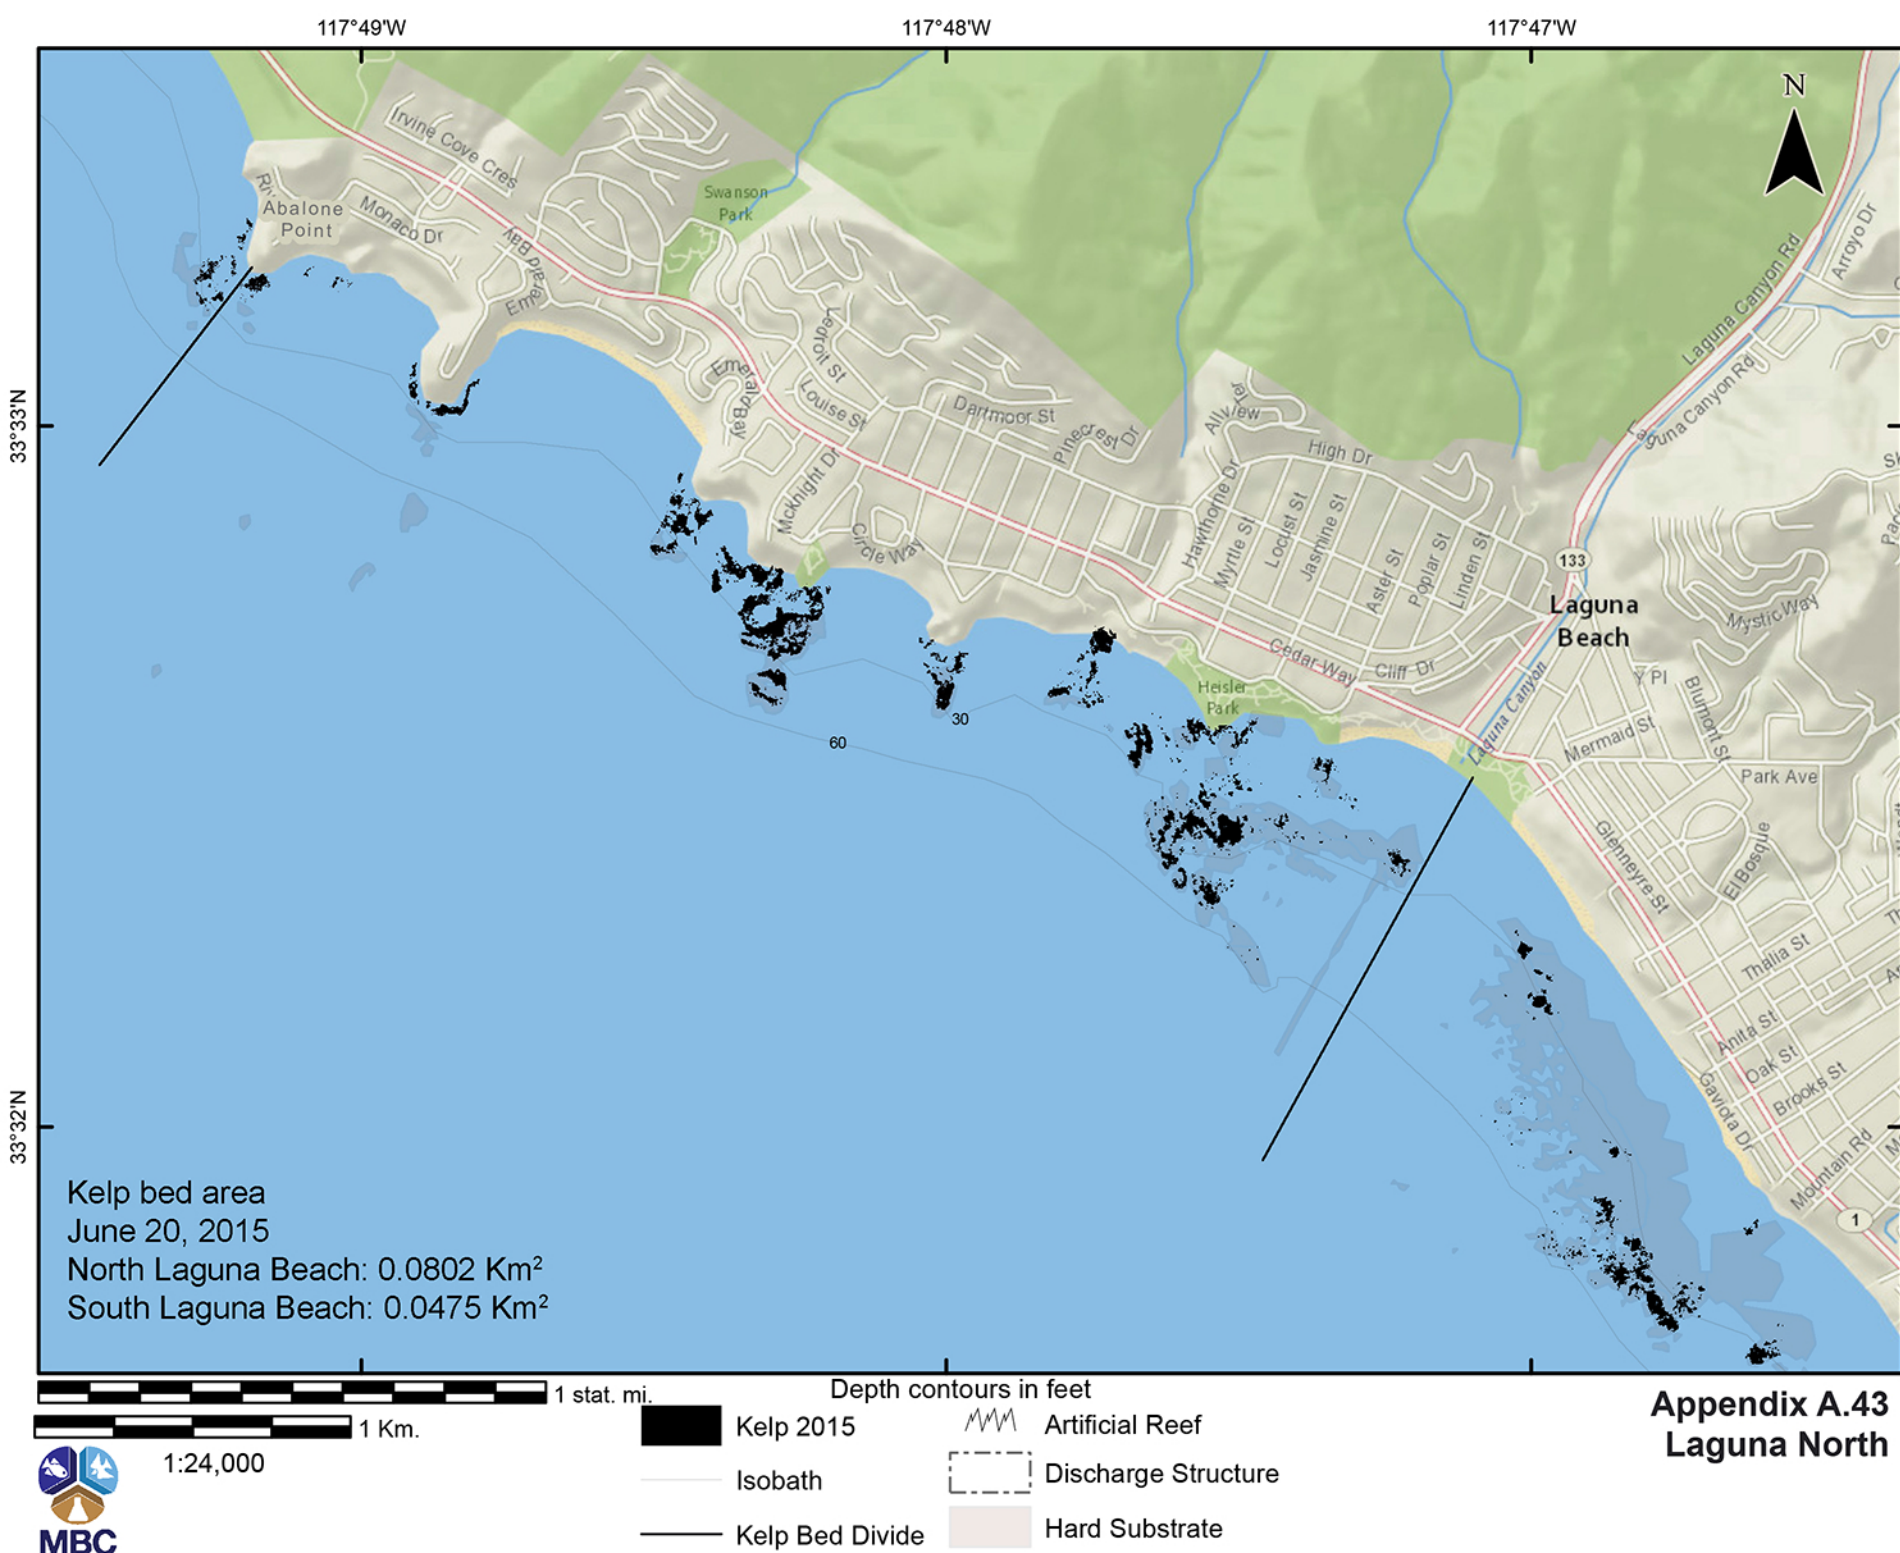 117°49'W
117°48'W
117°47'W
N
33°33'N
33°32'N
Irvine Cove Cres
Abalone
Point
Monaco Dr
Swanson
Park
Emerald Bay
Ledroit St
Louise St
Dartmoor St
Pinecrest Dr
Mcknight Dr
Circle Way
Allview Ter
High Dr
Hawthorne Dr
Myrtle St
Locust St
Jasmine St
Aster St
Poplar St
Linden St
Laguna Canyon Rd
Laguna Canyon Rd
Arroyo Dr
133
Laguna
Beach
Mystic Way
Cedar Way
Cliff Dr
Heisler
Park
Laguna Canyon
Y Pl
Blumont St
Mermaid St
Park Ave
Glenneyre St
El Bosque
Thalia St
Anita St
Oak St
Brooks St
Gaviota Dr
Mountain Rd
1
30
60
Kelp bed area
June 20, 2015
North Laguna Beach: 0.0802 Km²
South Laguna Beach: 0.0475 Km²
1 stat. mi.
1 Km.
1:24,000
MBC
Depth contours in feet
Kelp 2015
Isobath
Kelp Bed Divide
Artificial Reef
Discharge Structure
Hard Substrate
Appendix A.43
Laguna North